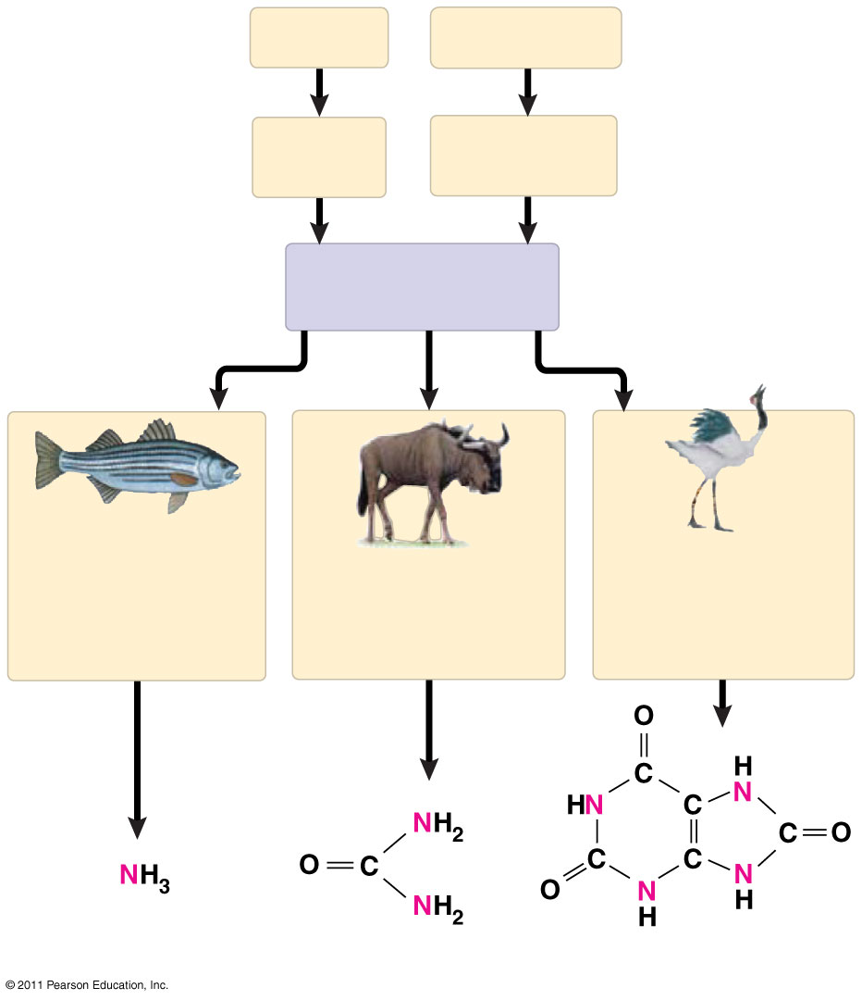 NH3
O=C
NH2
NH2
O
C
HN
C
O
N
H
C
C
H
N
N
H
C=O
© 2011 Pearson Education, Inc.